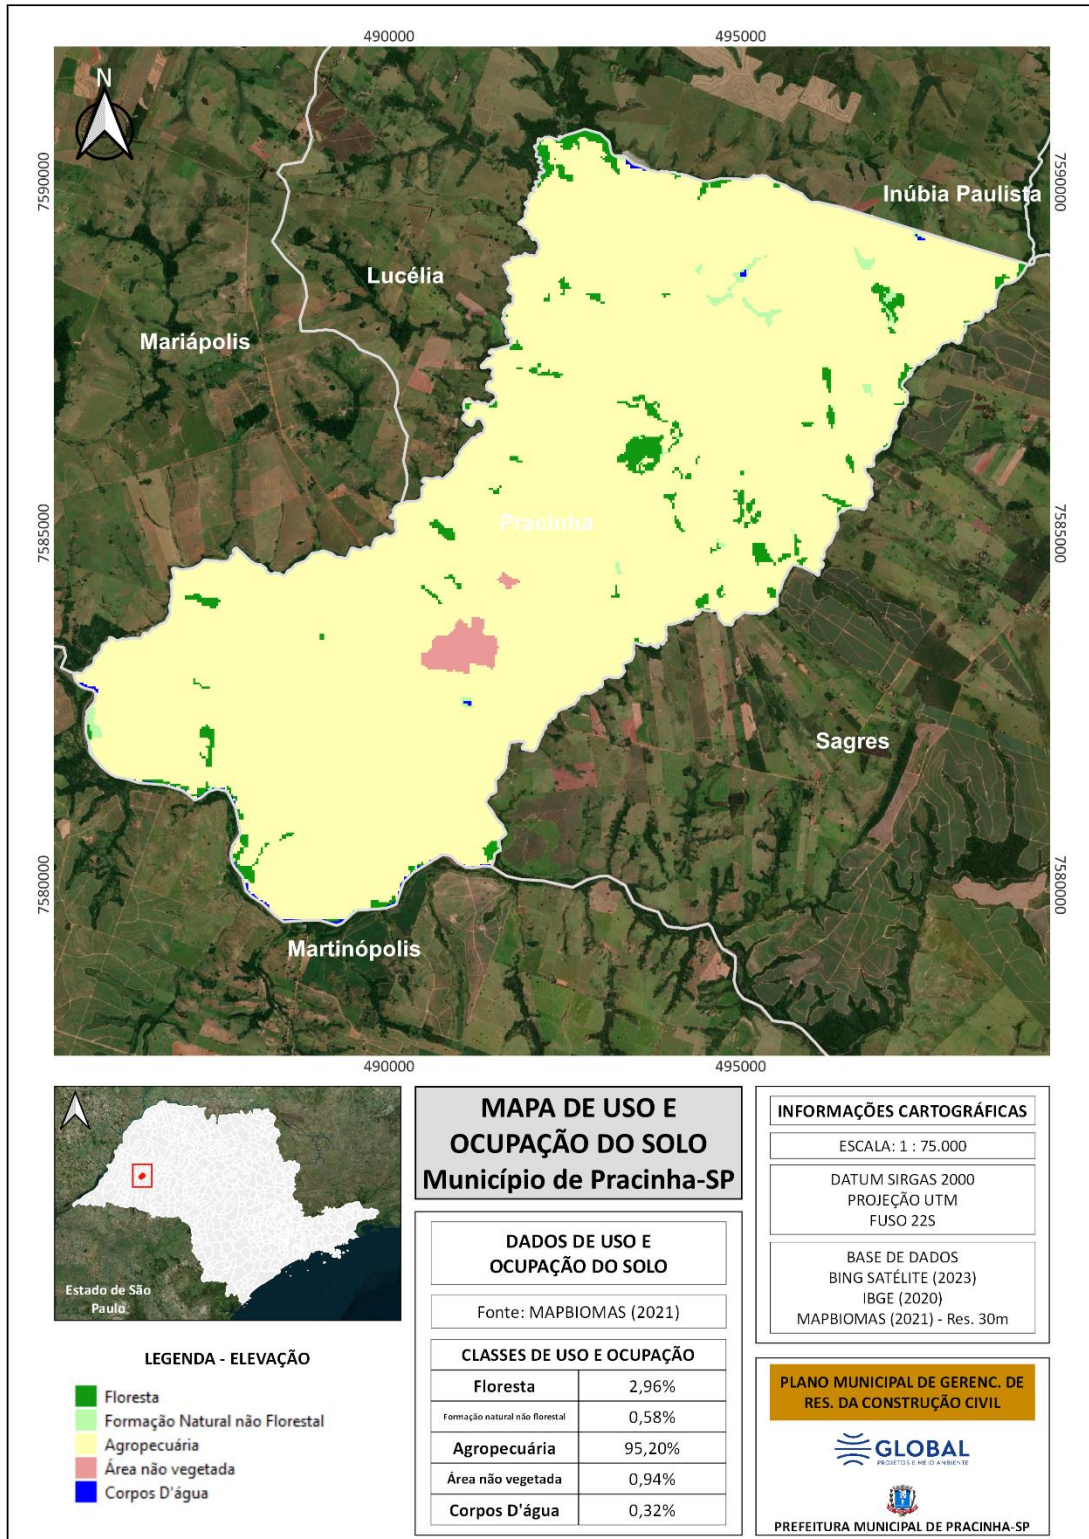 490000
495000
N
7590000
7590000
Inúbia Paulista
Lucélia
Mariápolis
7585000
7585000
Pracinha
Sagres
7580000
7580000
Martinópolis
490000
495000
Estado de São
Paulo
LEGENDA - ELEVAÇÃO
Floresta
Formação Natural não Florestal
Agropecuária
Área não vegetada
Corpos D'água
MAPA DE USO E
OCUPAÇÃO DO SOLO
Município de Pracinha-SP
DADOS DE USO E
OCUPAÇÃO DO SOLO
Fonte: MAPBIOMAS (2021)
CLASSES DE USO E OCUPAÇÃO
Floresta 2,96%
Formação natural não florestal 0,58%
Agropecuária 95,20%
Área não vegetada 0,94%
Corpos D'água 0,32%
INFORMAÇÕES CARTOGRÁFICAS
ESCALA: 1 : 75.000
DATUM SIRGAS 2000
PROJEÇÃO UTM
FUSO 22S
BASE DE DADOS
BING SATÉLITE (2023)
IBGE (2020)
MAPBIOMAS (2021) - Res. 30m
PLANO MUNICIPAL DE GERENC. DE
RES. DA CONSTRUÇÃO CIVIL
GLOBAL
PROJETOS E MEIO AMBIENTE
PREFEITURA MUNICIPAL DE PRACINHA-SP